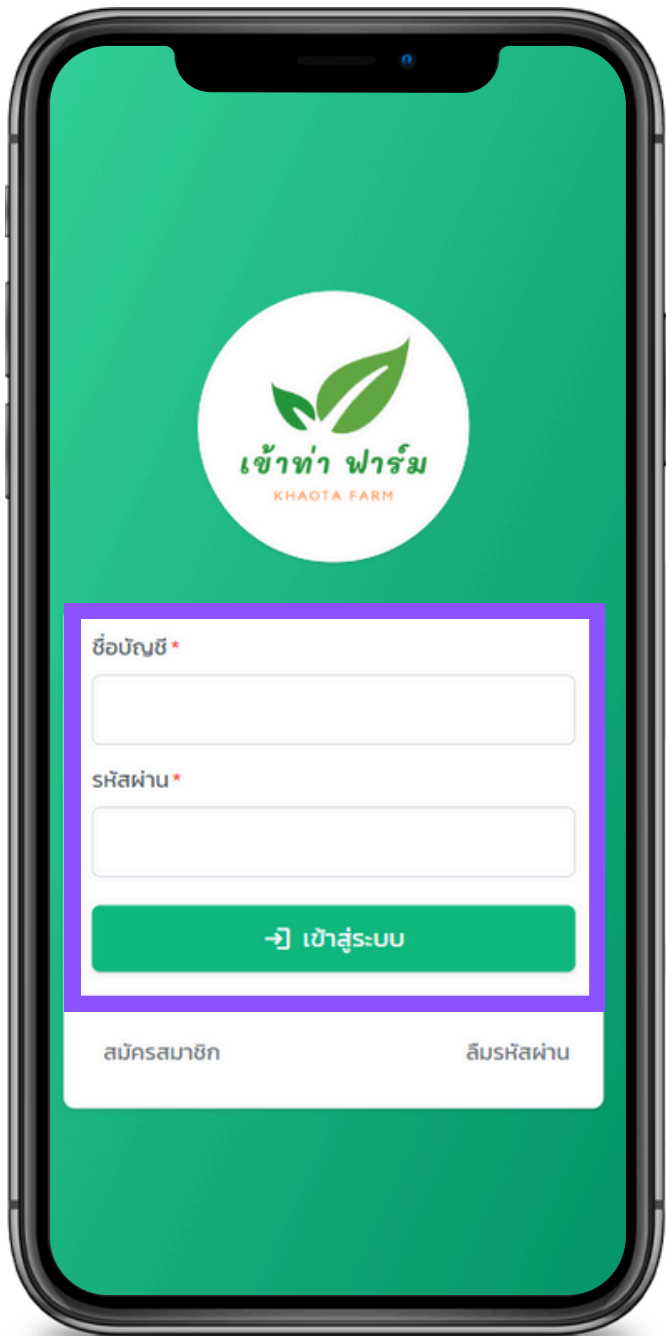 เข้าท่า ฟาร์ม
KHAOTA FARM
ชื่อบัญชี *
รหัสผ่าน *
เข้าสู่ระบบ
สมัครสมาชิก ลืมรหัสผ่าน